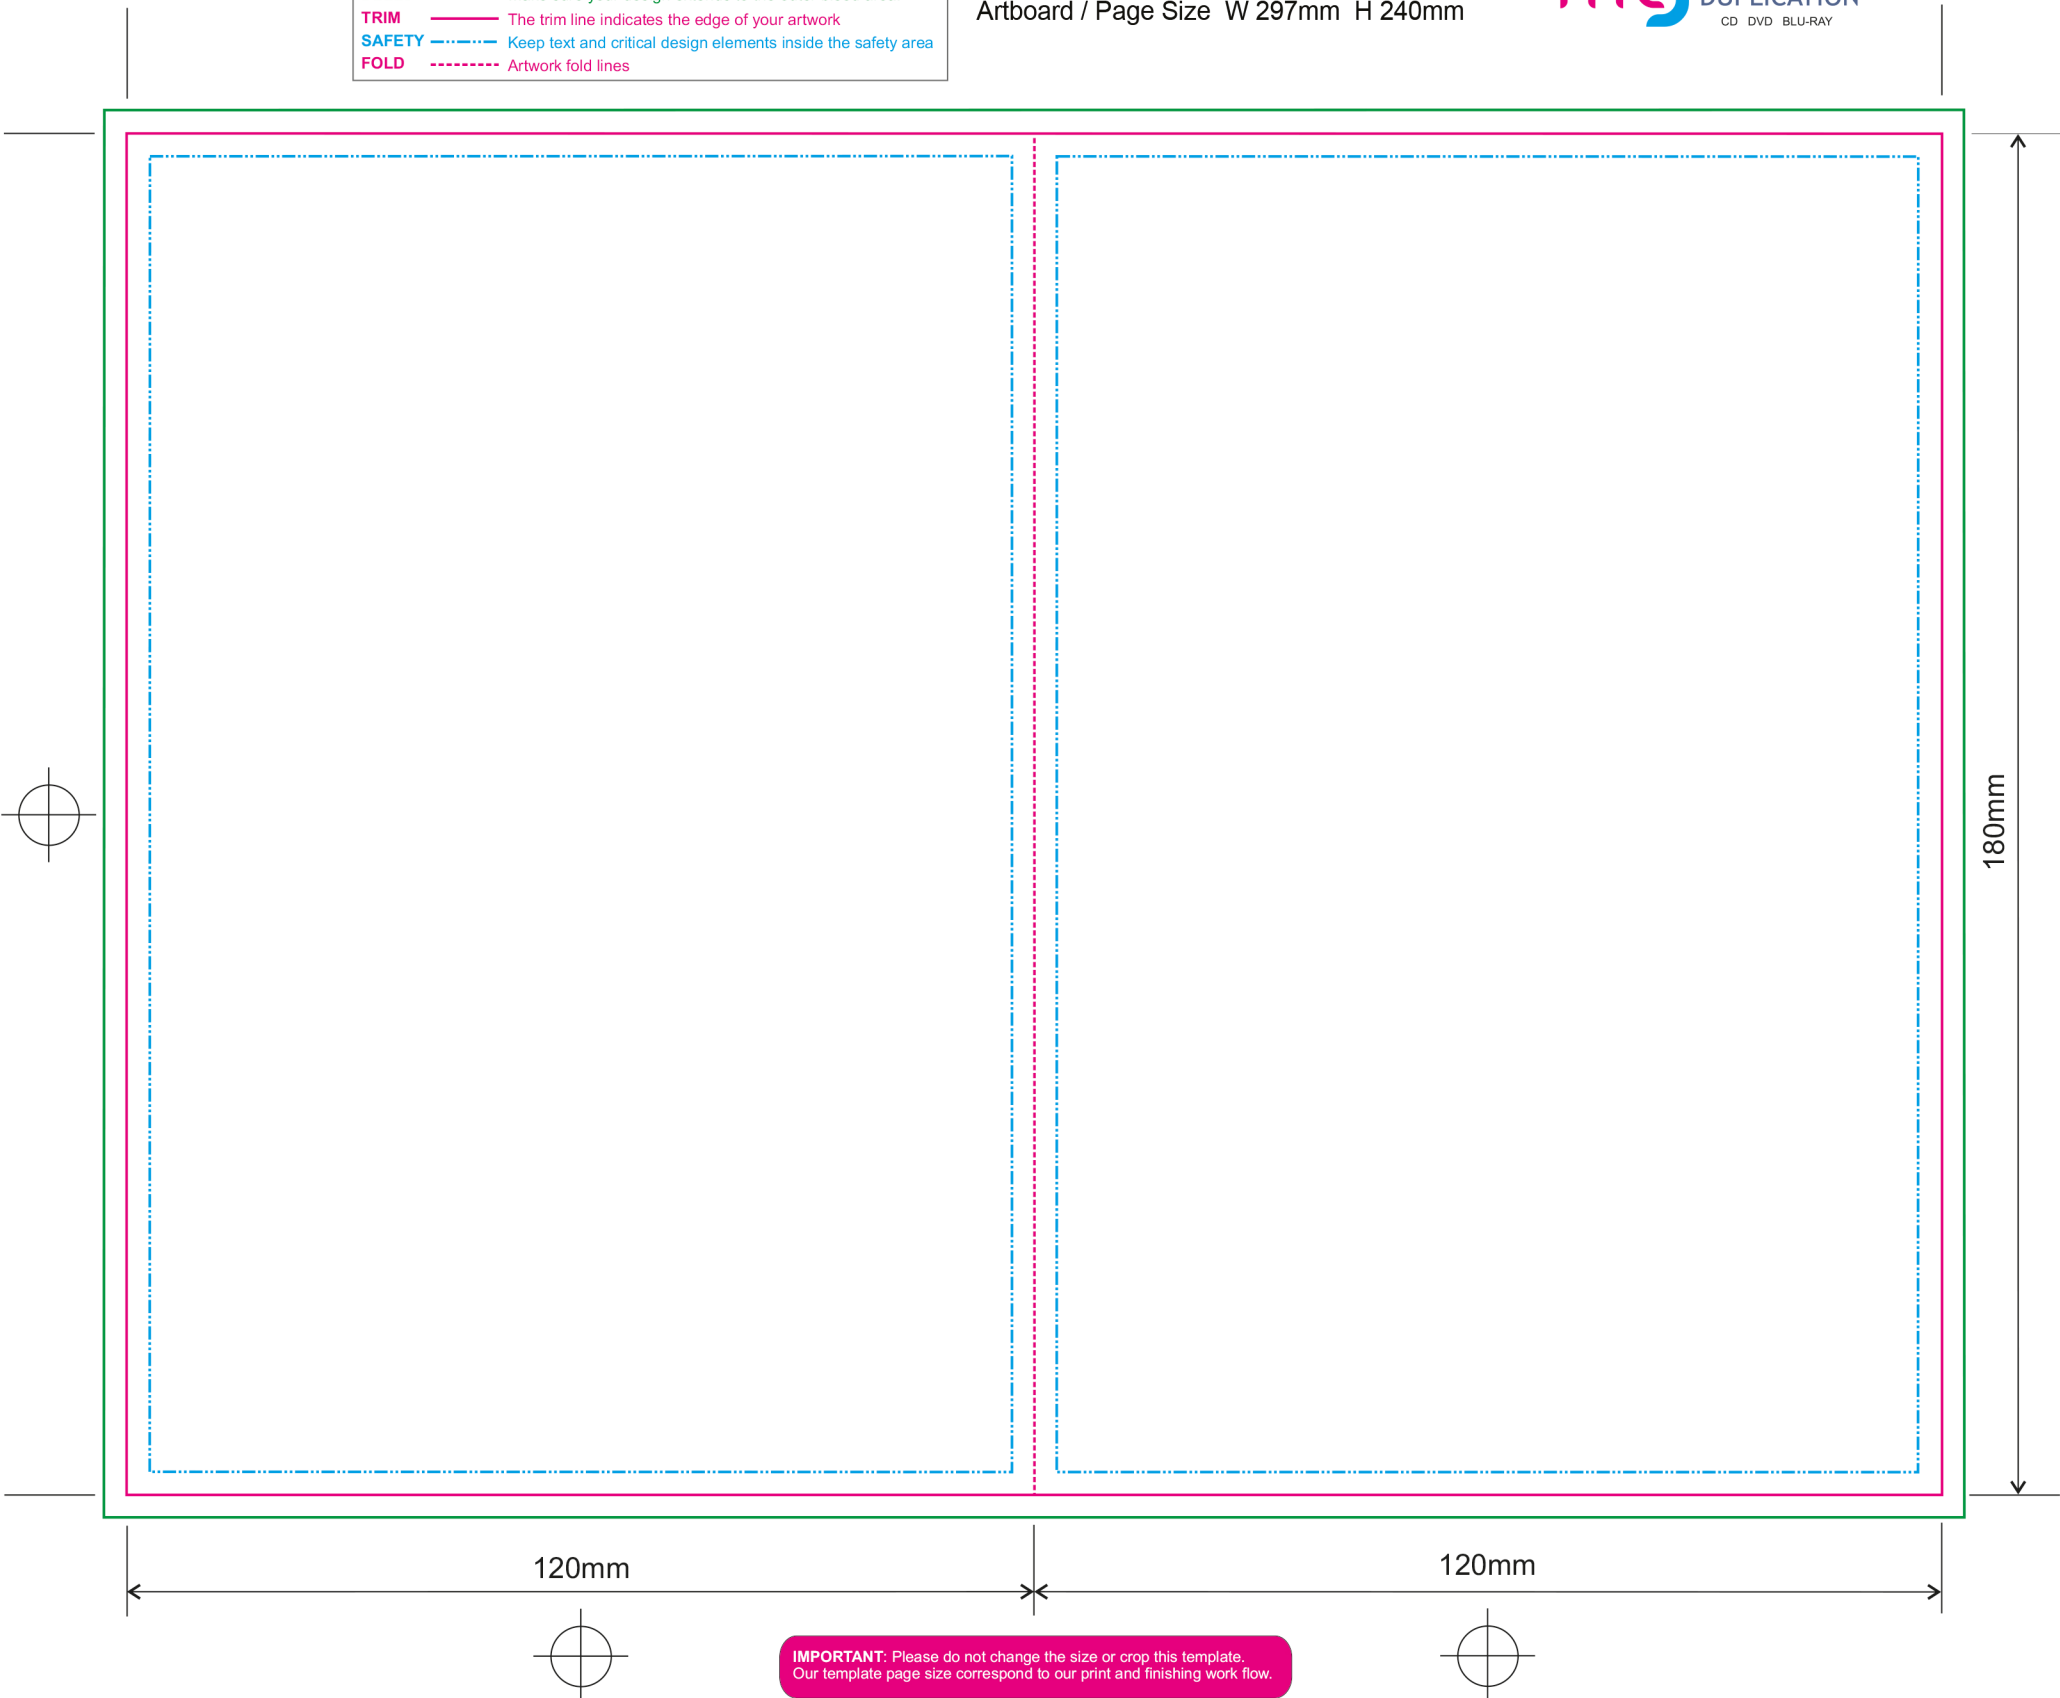 TRIM The trim line indicates the edge of your artwork
SAFETY Keep text and critical design elements inside the safety area
FOLD Artwork fold lines
Artboard / Page Size W 297mm H 240mm
DUPLICATION
CD DVD BLU-RAY
180mm
120mm
120mm
IMPORTANT: Please do not change the size or crop this template.
Our template page size correspond to our print and finishing work flow.